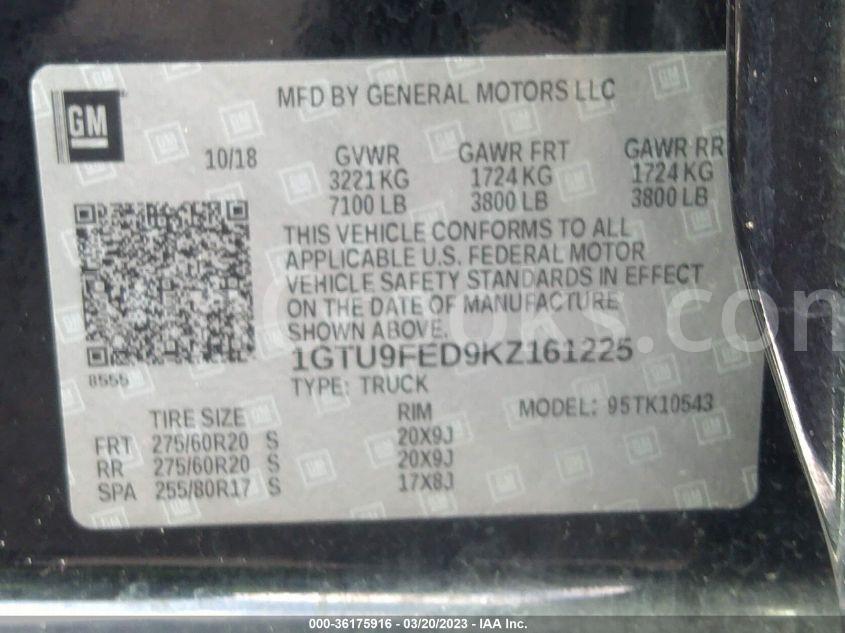 MFD BY GENERAL MOTORS LLC
GM
10/18 GVWR GAWR FRT GAWR RR
3221 KG 1724 KG 1724 KG
7100 LB 3800 LB 3800 LB
THIS VEHICLE CONFORMS TO ALL
APPLICABLE U.S. FEDERAL MOTOR
VEHICLE SAFETY STANDARDS IN EFFECT
ON THE DATE OF MANUFACTURE
SHOWN ABOVE.
1GTU9FED9KZ161225
8555
TYPE: TRUCK
TIRE SIZE RIM MODEL: 95TK10543
FRT 275/60R20 S 20X9J
RR 275/60R20 S 20X9J
SPA 255/80R17 S 17X8J
000-36175916 - 03/20/2023 - IAA Inc.